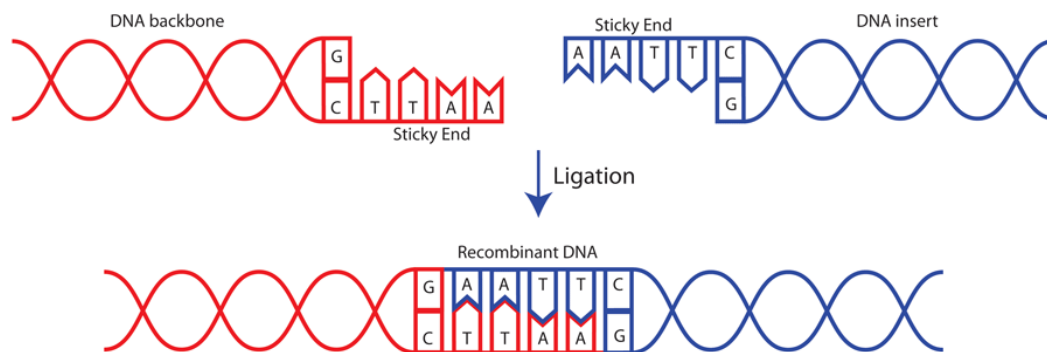 DNA backbone
Sticky End
DNA insert
G
A A T T C
C T T A A
G
Sticky End
Ligation
Recombinant DNA
G A A T T C
C T T A A G